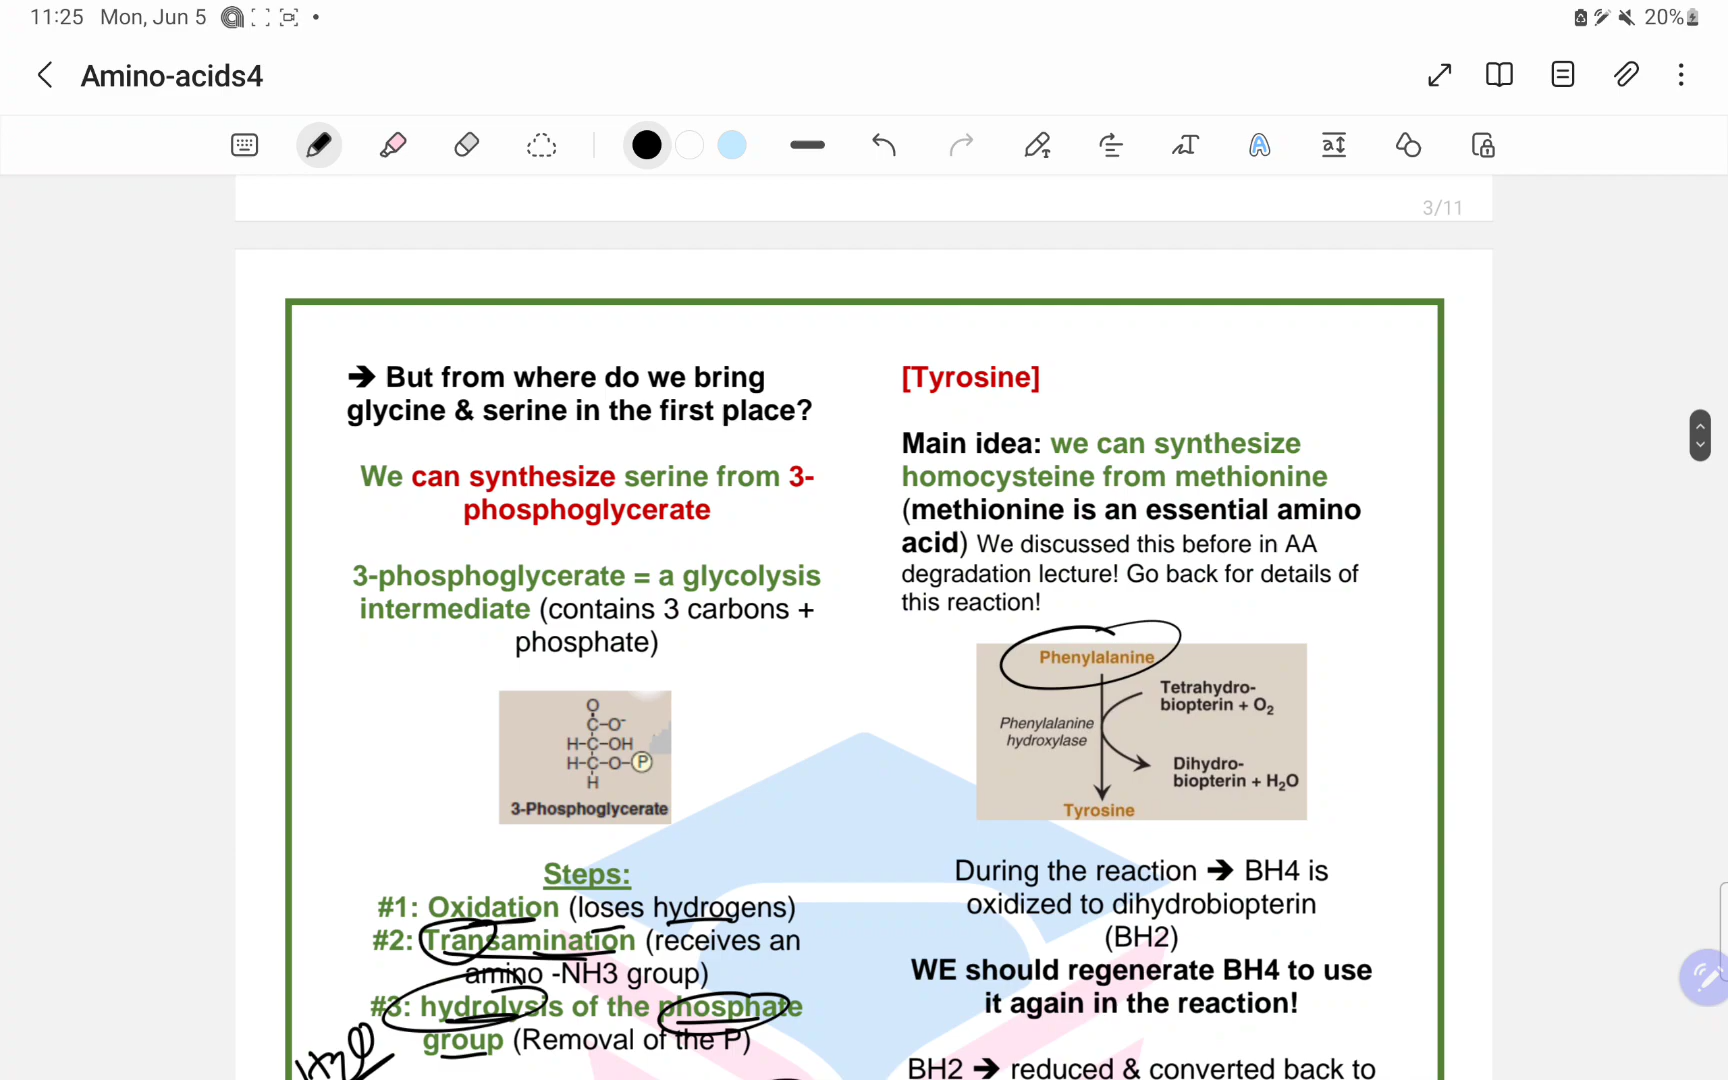 11:25 Mon, Jun 5
20%
Amino-acids4
3/11
➔ But from where do we bring
glycine & serine in the first place?
We can synthesize serine from 3-
phosphoglycerate
3-phosphoglycerate = a glycolysis
intermediate (contains 3 carbons +
phosphate)
O
C-O-
H-C-OH
H-C-O-P
H
3-Phosphoglycerate
Steps:
#1: Oxidation (loses hydrogens)
#2: Transamination (receives an
amino -NH3 group)
#3: hydrolysis of the phosphate
group (Removal of the P)
[Tyrosine]
Main idea: we can synthesize
homocysteine from methionine
(methionine is an essential amino
acid) We discussed this before in AA
degradation lecture! Go back for details of
this reaction!
Phenylalanine
Tetrahydro-
biopterin + O2
Phenylalanine
hydroxylase
Dihydro-
biopterin + H2O
Tyrosine
During the reaction ➔ BH4 is
oxidized to dihydrobiopterin
(BH2)
WE should regenerate BH4 to use
it again in the reaction!
BH2 ➔ reduced & converted back to